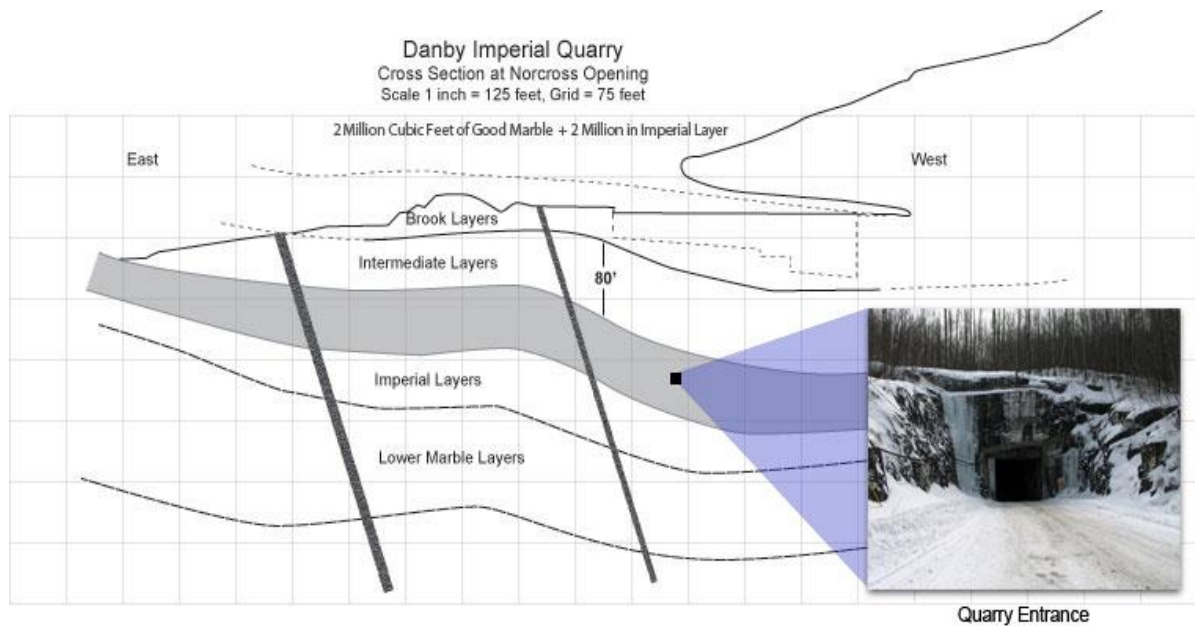 Danby Imperial Quarry
Cross Section at Norcross Opening
Scale 1 inch = 125 feet, Grid = 75 feet
2 Million Cubic Feet of Good Marble + 2 Million in Imperial Layer
East
West
Brook Layers
Intermediate Layers
80'
Imperial Layers
Lower Marble Layers
Quarry Entrance